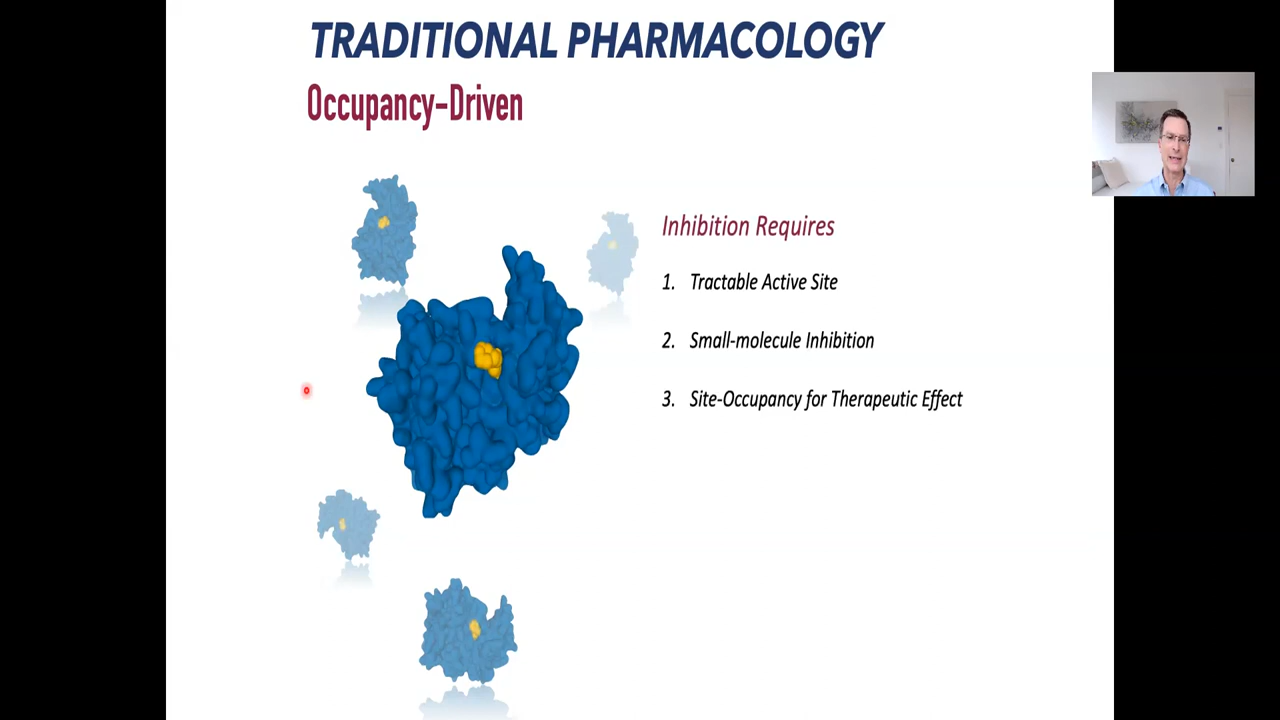 TRADITIONAL PHARMACOLOGY
Occupancy-Driven
Inhibition Requires
1. Tractable Active Site
2. Small-molecule Inhibition
3. Site-Occupancy for Therapeutic Effect